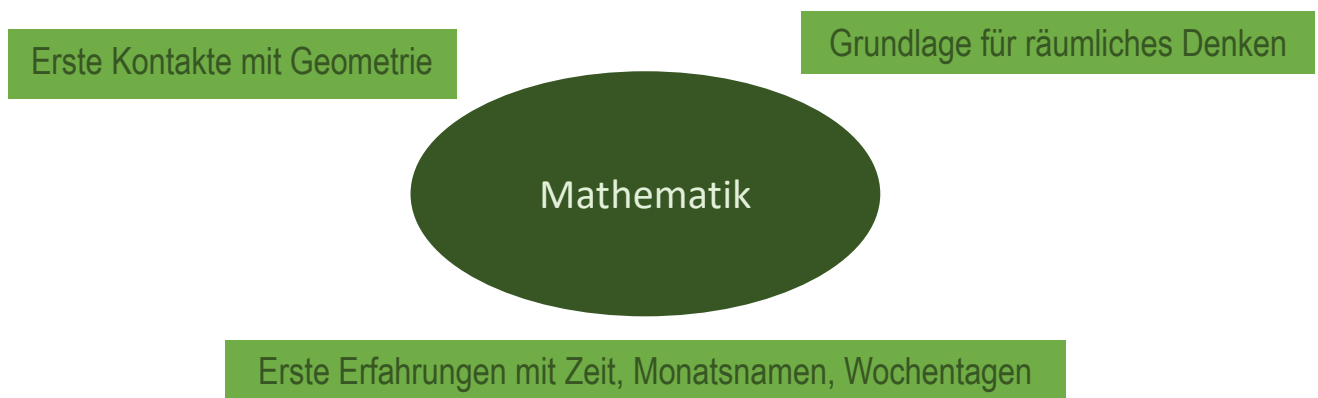 Erste Kontakte mit Geometrie
Grundlage für räumliches Denken
Mathematik
Erste Erfahrungen mit Zeit, Monatsnamen, Wochentagen